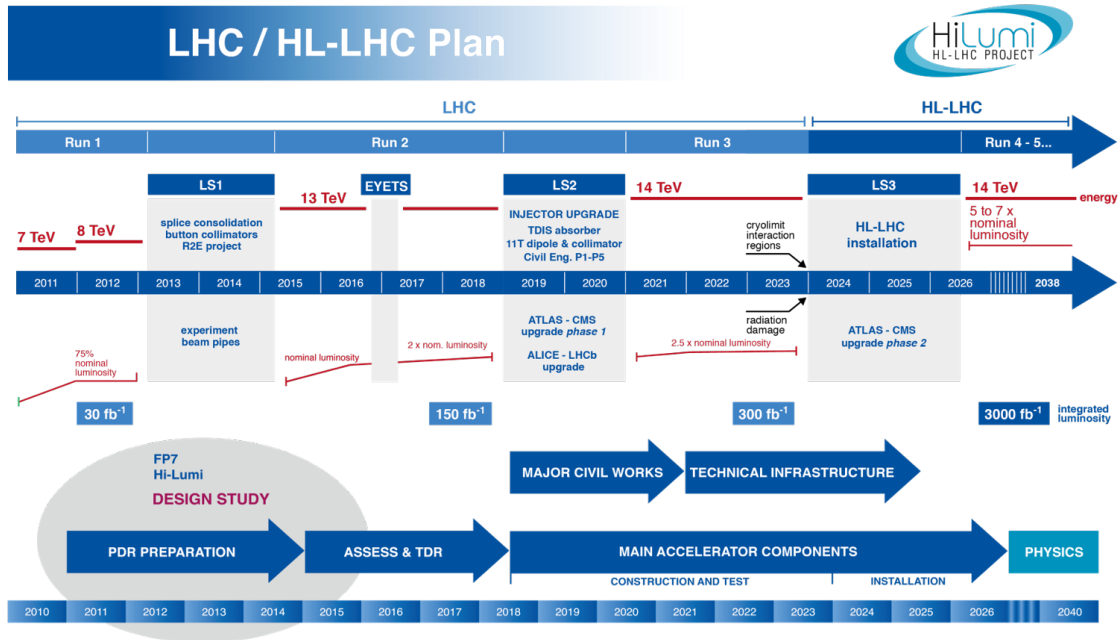 LHC / HL-LHC Plan
HiLumi
HL-LHC PROJECT
LHC
HL-LHC
Run 1
Run 2
Run 3
Run 4 - 5...
LS1
EYETS
LS2
LS3
13 TeV
14 TeV
14 TeV
energy
7 TeV
8 TeV
splice consolidation
button collimators
R2E project
INJECTOR UPGRADE
TDIS absorber
11T dipole & collimator
Civil Eng. P1-P5
cryolimit
interaction
regions
HL-LHC
installation
5 to 7 x
nominal
luminosity
2011
2012
2013
2014
2015
2016
2017
2018
2019
2020
2021
2022
2023
2024
2025
2026
2038
75%
nominal
luminosity
experiment
beam pipes
nominal luminosity
2 x nom. luminosity
ATLAS - CMS
upgrade phase 1
ALICE - LHCb
upgrade
2.5 x nominal luminosity
radiation
damage
ATLAS - CMS
upgrade phase 2
30 fb-1
150 fb-1
300 fb-1
3000 fb-1
integrated
luminosity
FP7
Hi-Lumi
DESIGN STUDY
MAJOR CIVIL WORKS
TECHNICAL INFRASTRUCTURE
PDR PREPARATION
ASSESS & TDR
MAIN ACCELERATOR COMPONENTS
PHYSICS
CONSTRUCTION AND TEST
INSTALLATION
2010
2011
2012
2013
2014
2015
2016
2017
2018
2019
2020
2021
2022
2023
2024
2025
2026
2040